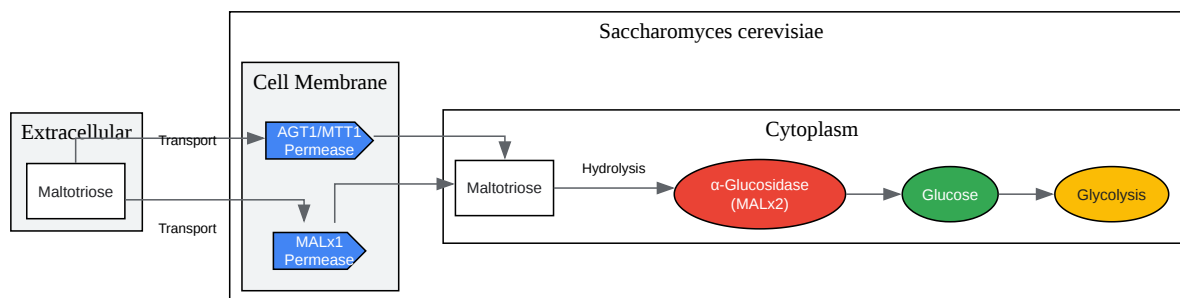 Saccharomyces cerevisiae
Cell Membrane
Extracellular
Cytoplasm
AGT1/MTT1
Permease
Transport
Maltotriose
Maltotriose
Hydrolysis
α-Glucosidase
(MALx2)
Glucose
Glycolysis
Transport
MALx1
Permease